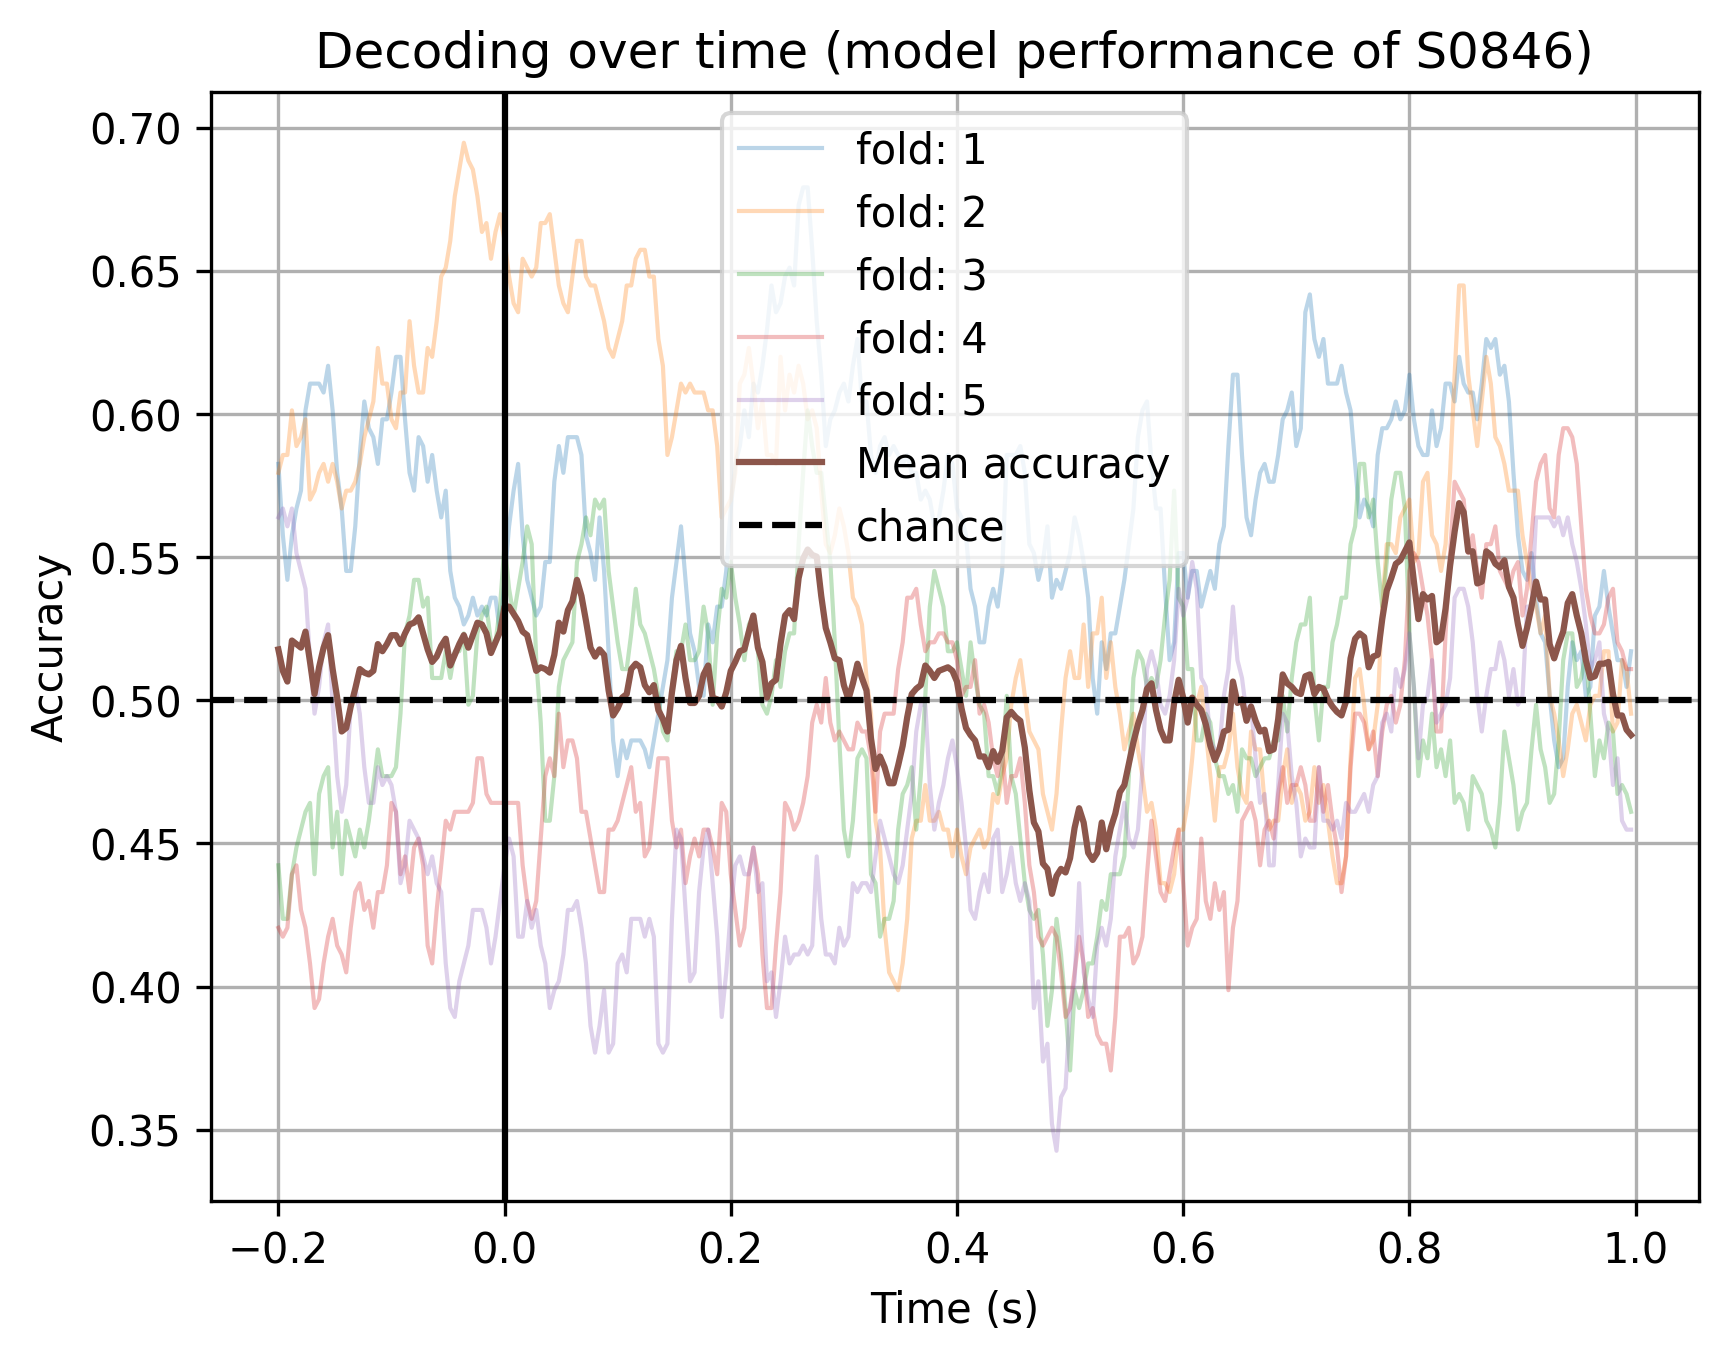 Decoding over time (model performance of S0846)
0.70
0.65
0.60
0.55
0.50
0.45
0.40
0.35
Accuracy
fold: 1
fold: 2
fold: 3
fold: 4
fold: 5
Mean accuracy
chance
−0.2 0.0 0.2 0.4 0.6 0.8 1.0
Time (s)